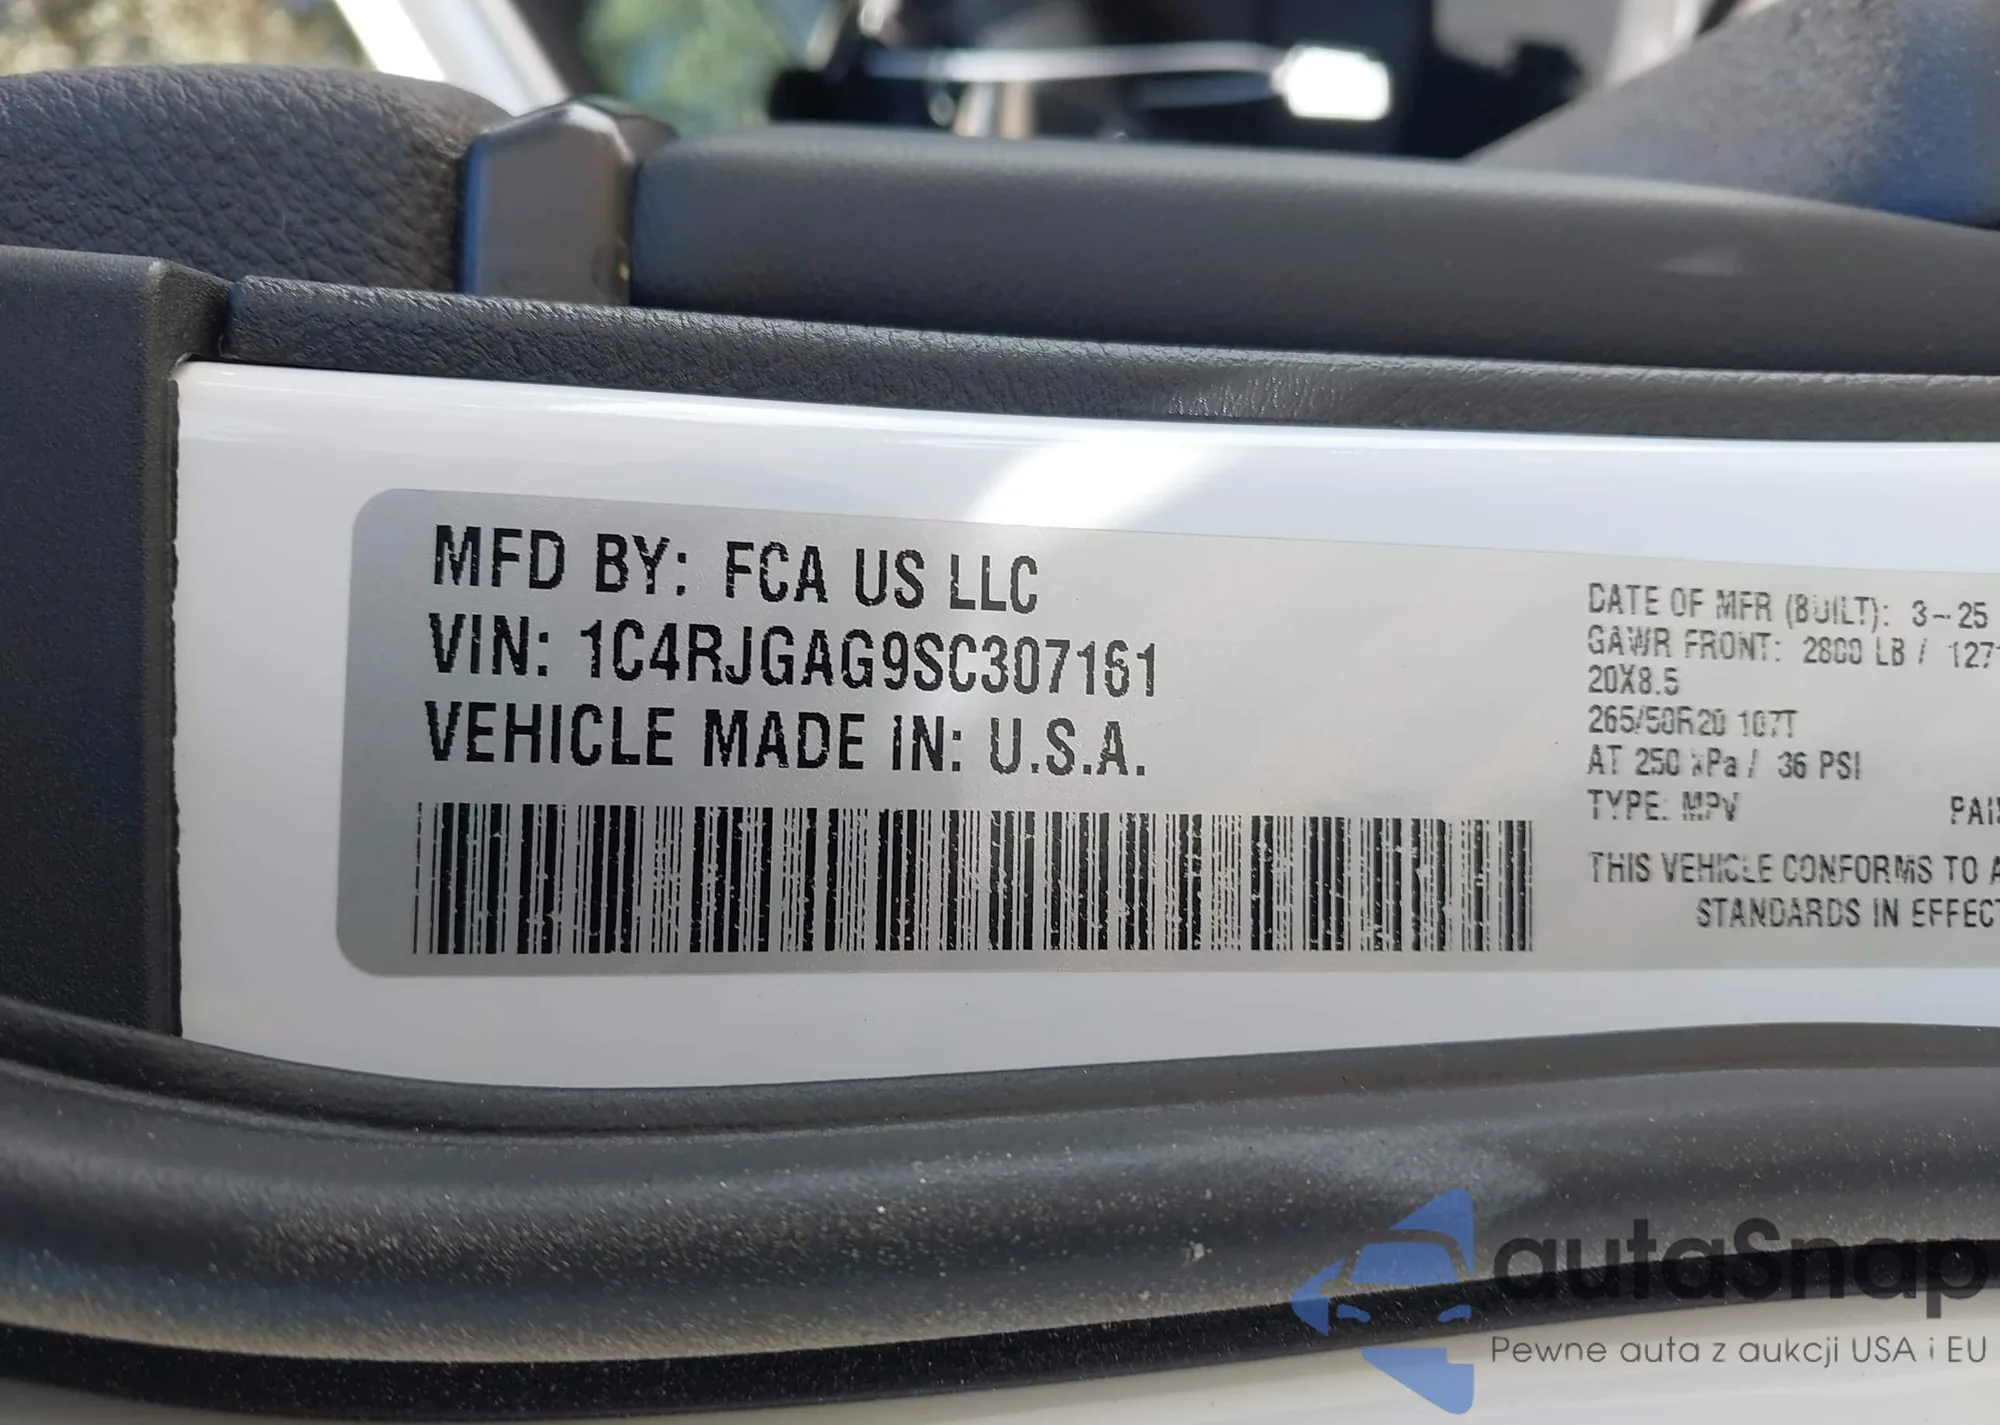 MFD BY: FCA US LLC
VIN: 1C4RJGAG9SC307161
VEHICLE MADE IN: U.S.A.
DATE OF MFR (BUILT): 3-25
GAWR FRONT: 2800 LB / 1271
20X8.5
265/50R20 107T
AT 250 kPa / 36 PSI
TYPE: MPV
THIS VEHICLE CONFORMS TO A
STANDARDS IN EFFECT
autaSnap
Pewne auta z aukcji USA i EU